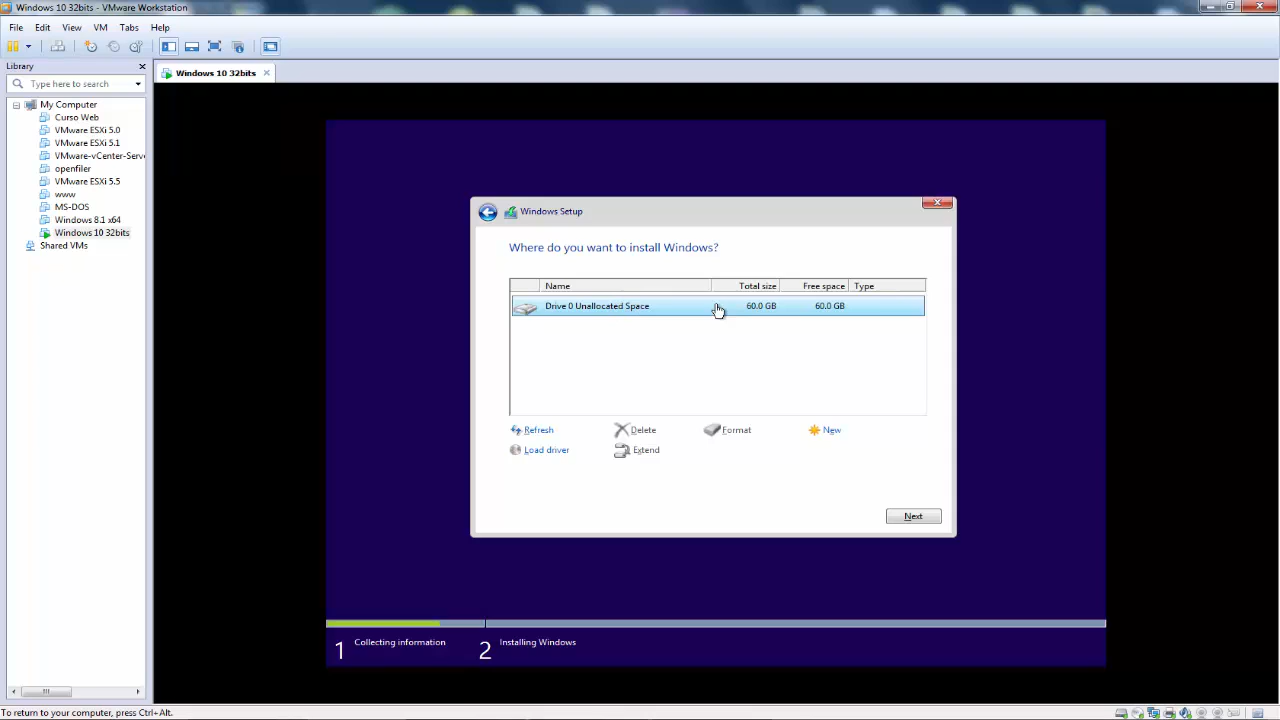 Windows 10 32bits - VMware Workstation
File Edit View VM Tabs Help
Library
Type here to search
My Computer
Curso Web
VMware ESXi 5.0
VMware ESXi 5.1
VMware-vCenter-Serve
openfiler
VMware ESXi 5.5
www
MS-DOS
Windows 8.1 x64
Windows 10 32bits
Shared VMs
Windows 10 32bits
Windows Setup
Where do you want to install Windows?
Name Total size Free space Type
Drive 0 Unallocated Space 60.0 GB 60.0 GB
Refresh Delete Format New
Load driver Extend
Next
1 Collecting information 2 Installing Windows
To return to your computer, press Ctrl+Alt.